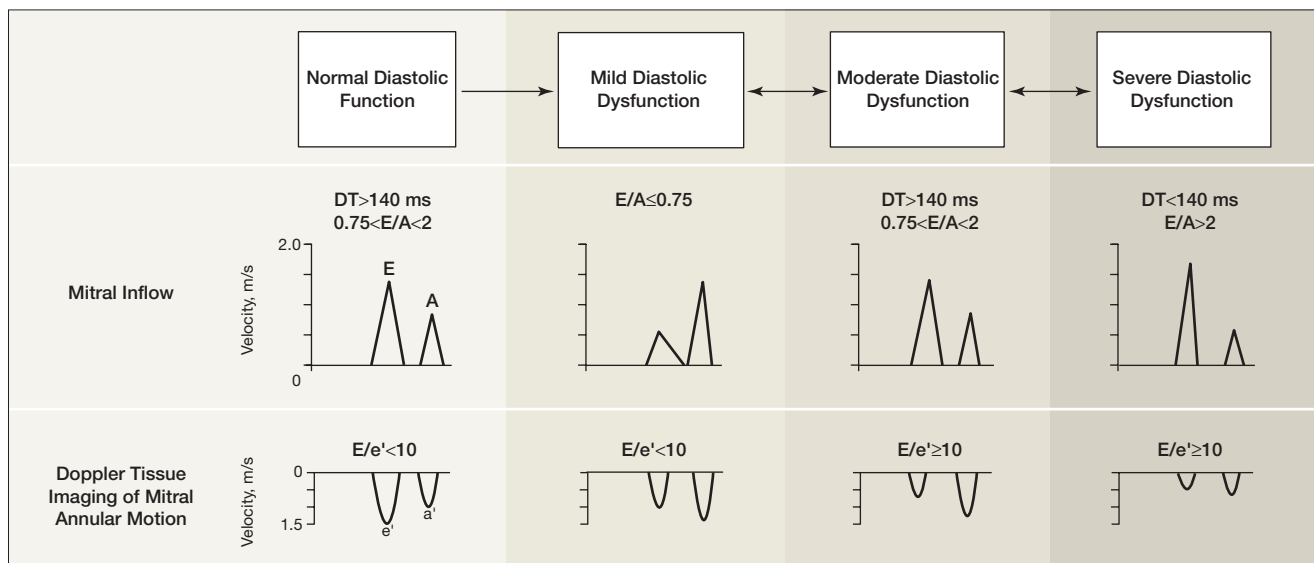 Normal Diastolic
Function
Mild Diastolic
Dysfunction
Moderate Diastolic
Dysfunction
Severe Diastolic
Dysfunction
Mitral Inflow
DT>140 ms
0.75<E/A<2
E/A≤0.75
DT>140 ms
0.75<E/A<2
DT<140 ms
E/A>2
Velocity, m/s
2.0
0
E
A
Doppler Tissue
Imaging of Mitral
Annular Motion
E/e'<10
E/e'<10
E/e'≥10
E/e'≥10
Velocity, m/s
0
1.5
e'
a'